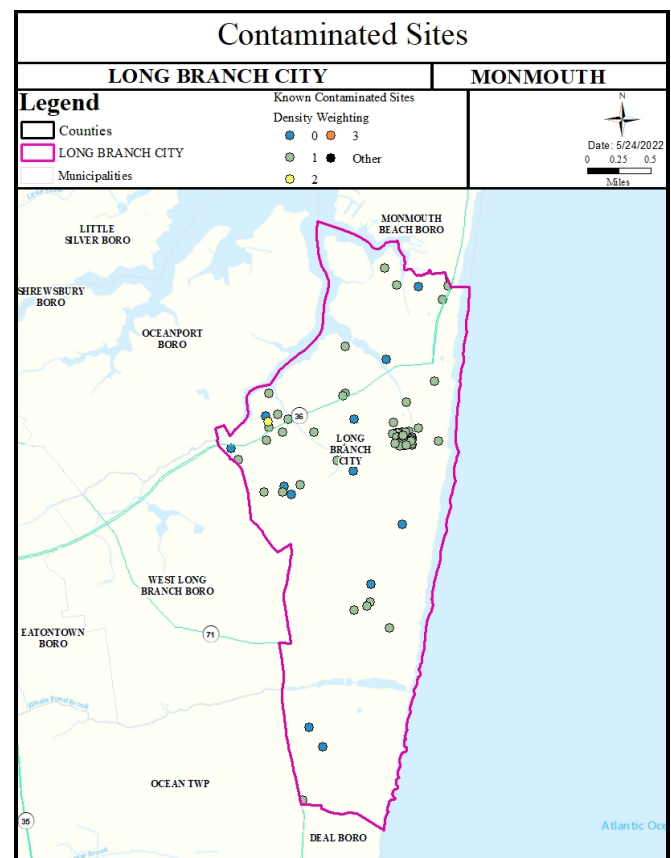 Contaminated Sites
LONG BRANCH CITY
MONMOUTH
Legend
Counties
LONG BRANCH CITY
Municipalities
Known Contaminated Sites
Density Weighting
0
3
1
Other
2
N
Date: 5/24/2022
0 0.25 0.5
Miles
MONMOUTH
BEACH BORO
LITTLE
SILVER BORO
SHREWSBURY
BORO
OCEANPORT
BORO
36
LONG
BRANCH
CITY
WEST LONG
BRANCH BORO
71
EATONTOWN
BORO
Whale Pond Brook
OCEAN TWP
35
Atlantic Oce
DEAL BORO
Brook